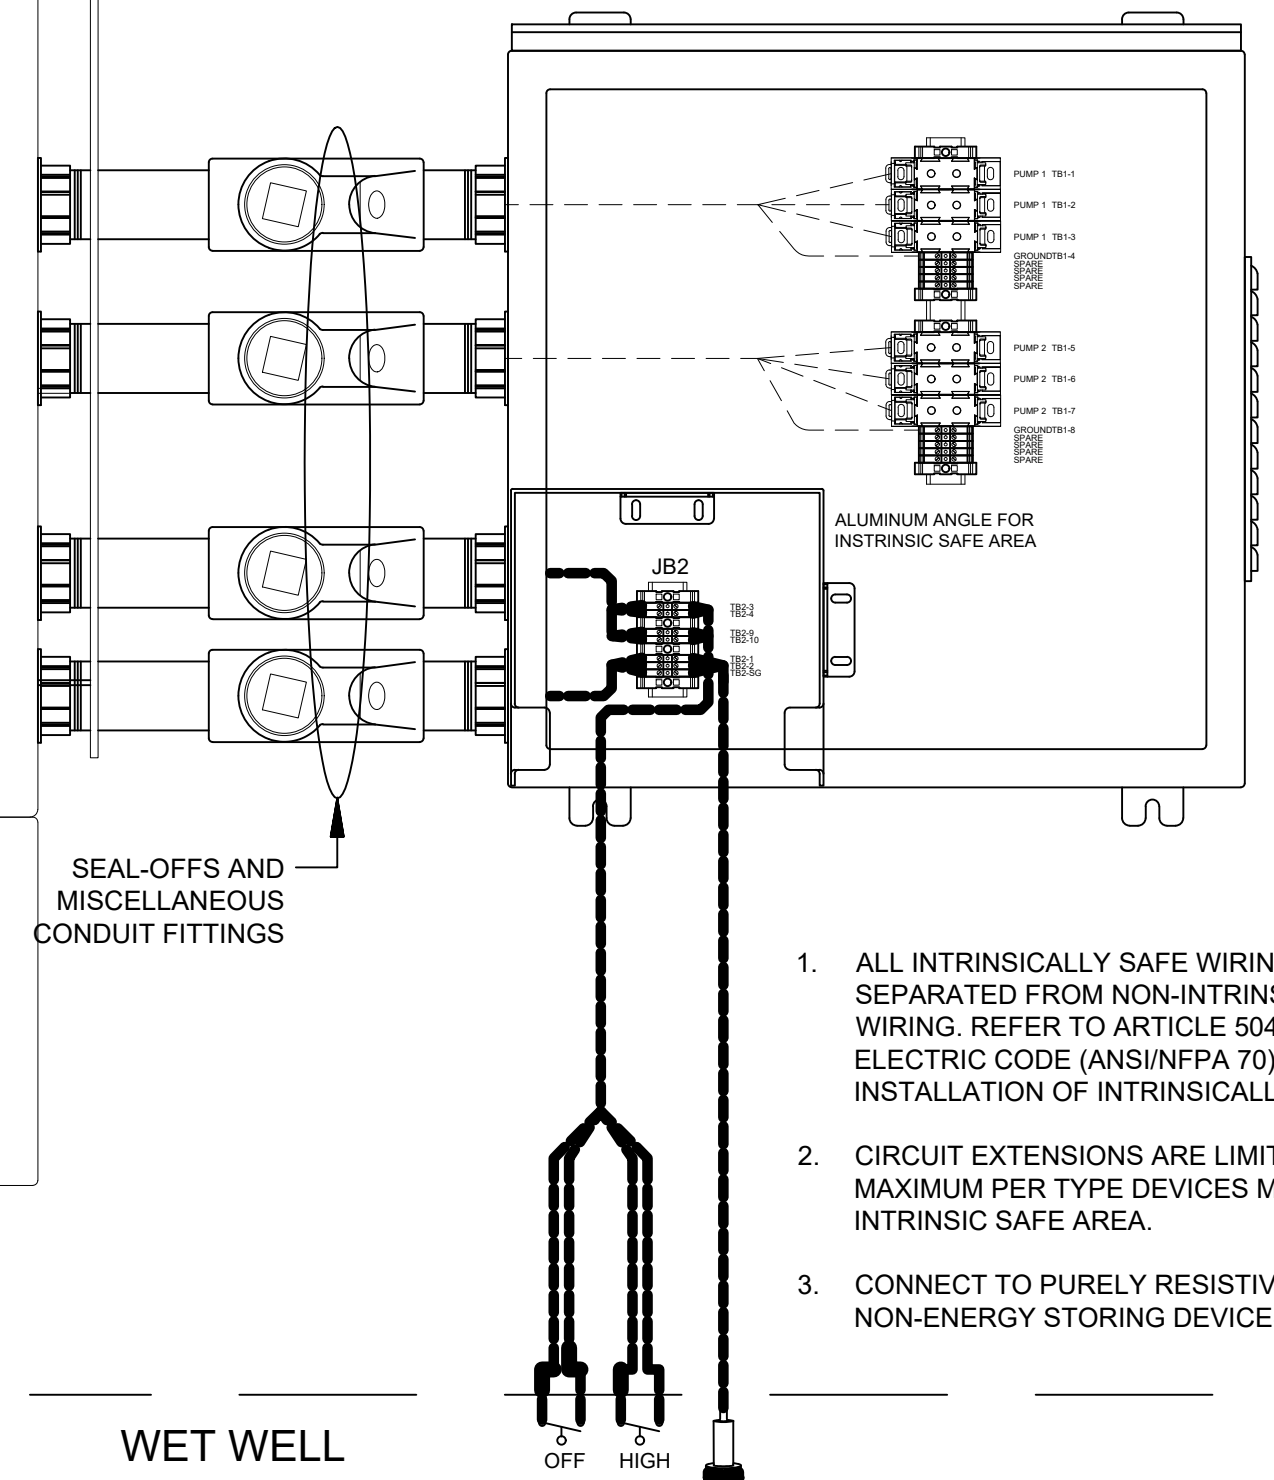 PUMP 1 TB1-1
PUMP 1 TB1-2
PUMP 1 TB1-3
GROUNDTB1-4
SPARE
SPARE
SPARE
SPARE
PUMP 2 TB1-5
PUMP 2 TB1-6
PUMP 2 TB1-7
GROUNDTB1-8
SPARE
SPARE
SPARE
SPARE
ALUMINUM ANGLE FOR
INSTRINSIC SAFE AREA
JB2
TB2-3
TB2-4
TB2-9
TB2-10
TB2-1
TB2-2
TB2-SG
SEAL-OFFS AND
MISCELLANEOUS
CONDUIT FITTINGS
1. ALL INTRINSICALLY SAFE WIRIN
SEPARATED FROM NON-INTRINS
WIRING. REFER TO ARTICLE 504
ELECTRIC CODE (ANSI/NFPA 70)
INSTALLATION OF INTRINSICALL
2. CIRCUIT EXTENSIONS ARE LIMIT
MAXIMUM PER TYPE DEVICES M
INTRINSIC SAFE AREA.
3. CONNECT TO PURELY RESISTIV
NON-ENERGY STORING DEVICE
WET WELL
OFF
HIGH